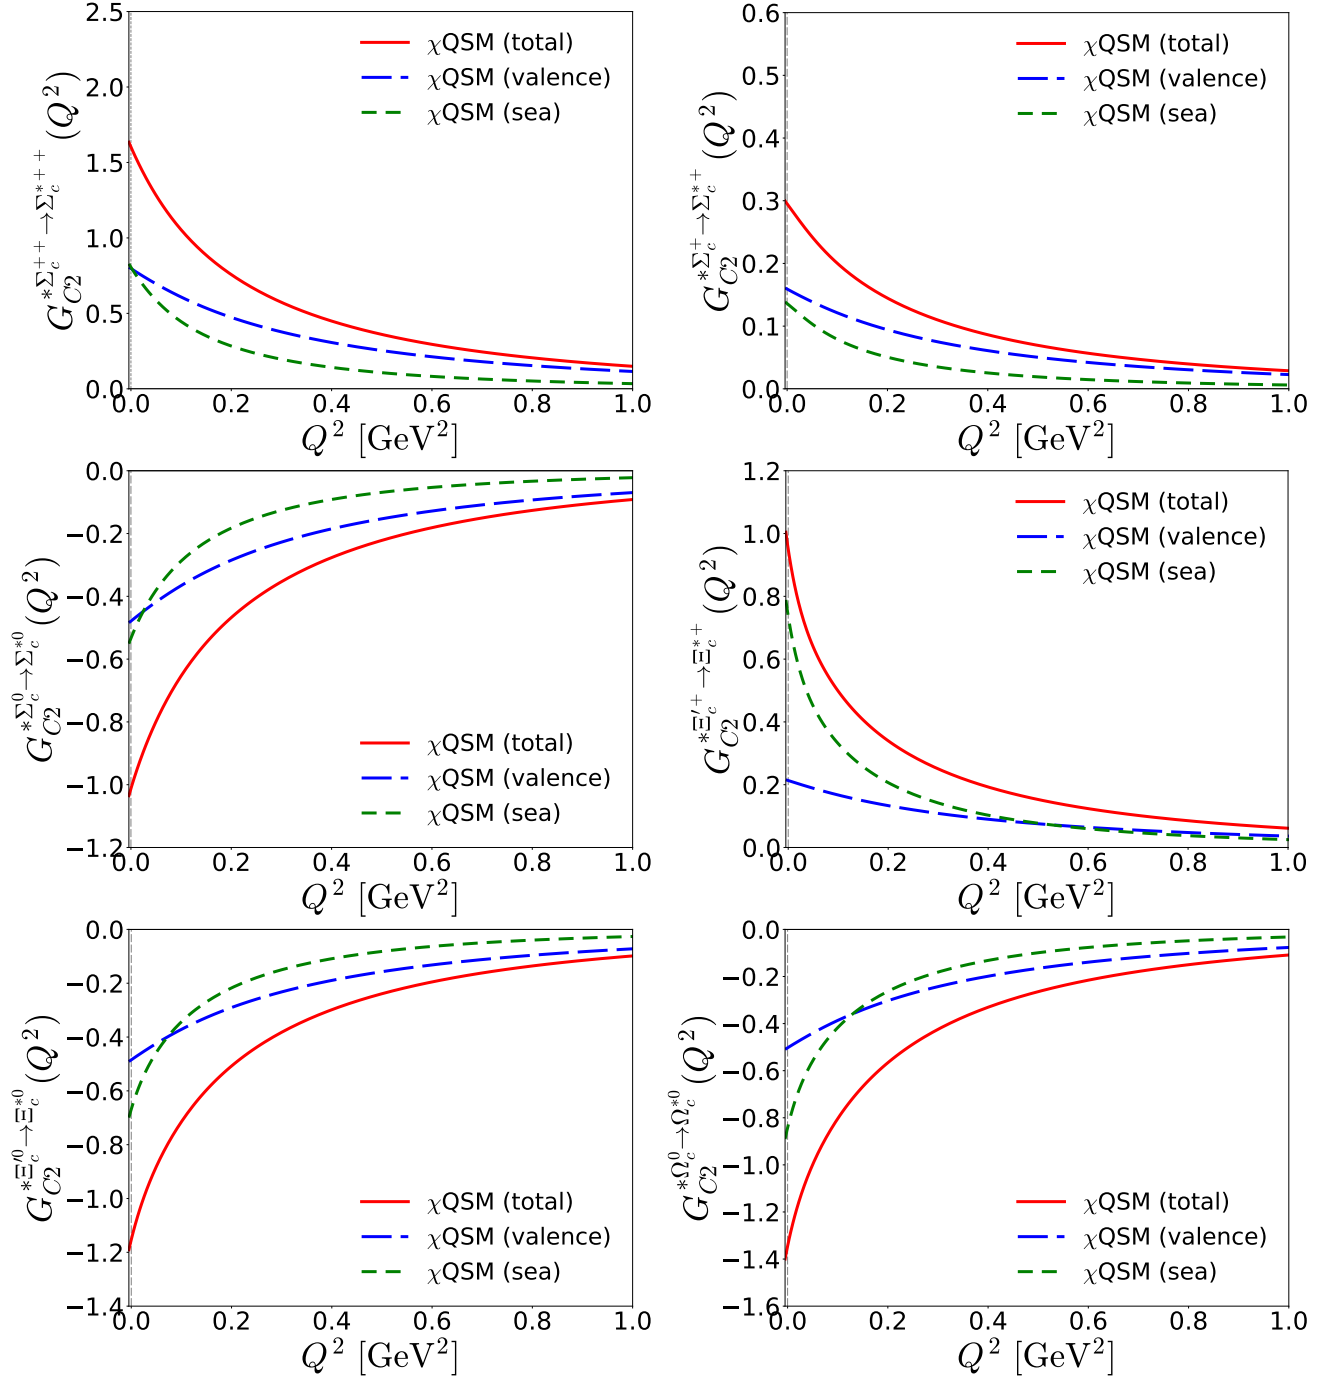 2.5
2.0
1.5
1.0
0.5
0.0
G*Σc++→Σc*++C2 (Q2)
χQSM (total)
χQSM (valence)
χQSM (sea)
0.0 0.2 0.4 0.6 0.8 1.0
Q2 [GeV2]
0.6
0.5
0.4
0.3
0.2
0.1
0.0
G*Σc+→Σc*+C2 (Q2)
χQSM (total)
χQSM (valence)
χQSM (sea)
0.0 0.2 0.4 0.6 0.8 1.0
Q2 [GeV2]
0.0
−0.2
−0.4
−0.6
−0.8
−1.0
−1.2
G*Σc0→Σc*0C2 (Q2)
χQSM (total)
χQSM (valence)
χQSM (sea)
0.0 0.2 0.4 0.6 0.8 1.0
Q2 [GeV2]
1.2
1.0
0.8
0.6
0.4
0.2
0.0
G*Ξc′+→Ξc*+C2 (Q2)
χQSM (total)
χQSM (valence)
χQSM (sea)
0.0 0.2 0.4 0.6 0.8 1.0
Q2 [GeV2]
0.0
−0.2
−0.4
−0.6
−0.8
−1.0
−1.2
−1.4
G*Ξc′0→Ξc*0C2 (Q2)
χQSM (total)
χQSM (valence)
χQSM (sea)
0.0 0.2 0.4 0.6 0.8 1.0
Q2 [GeV2]
0.0
−0.2
−0.4
−0.6
−0.8
−1.0
−1.2
−1.4
−1.6
G*Ωc0→Ωc*0C2 (Q2)
χQSM (total)
χQSM (valence)
χQSM (sea)
0.0 0.2 0.4 0.6 0.8 1.0
Q2 [GeV2]